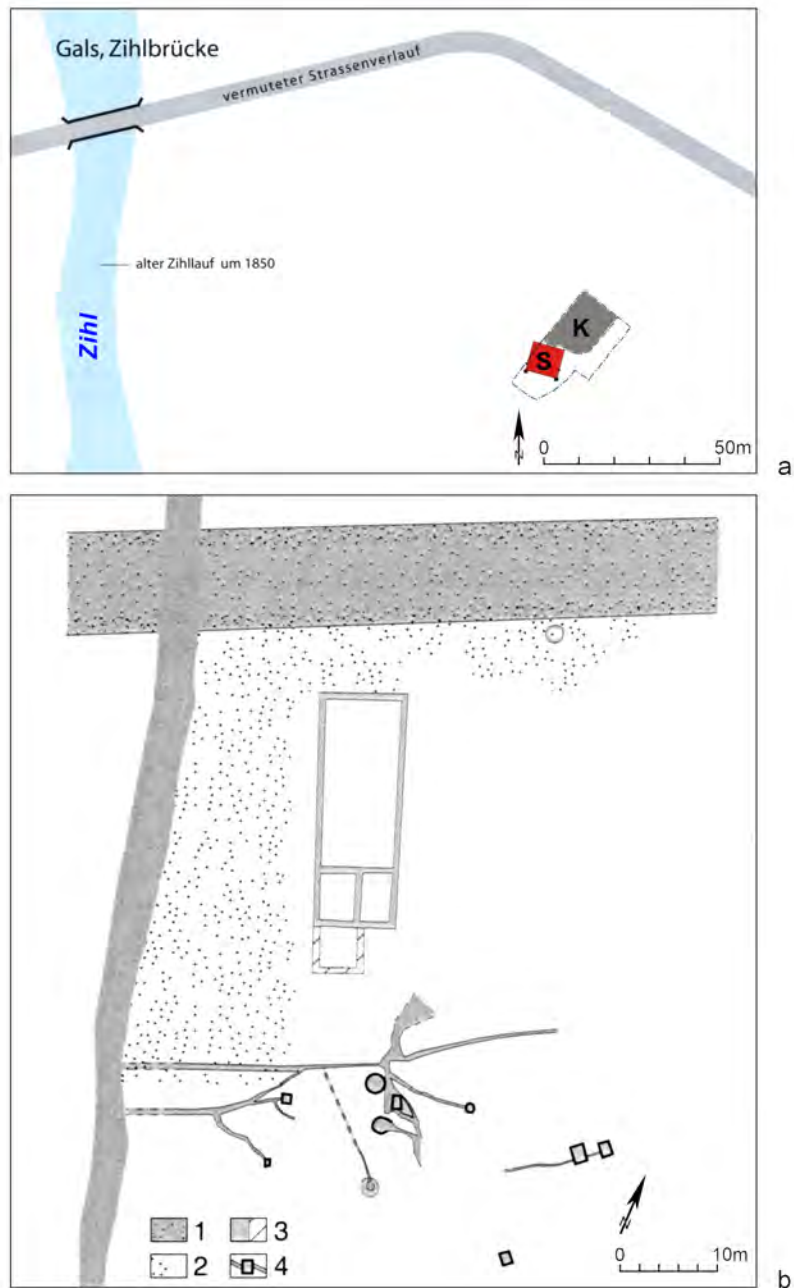 Gals, Zihlbrücke
vermuteter Strassenverlauf
alter Zihllauf um 1850
Zihl
K
S
N
0 50m
a
1 3
2 4
N
0 10m
b